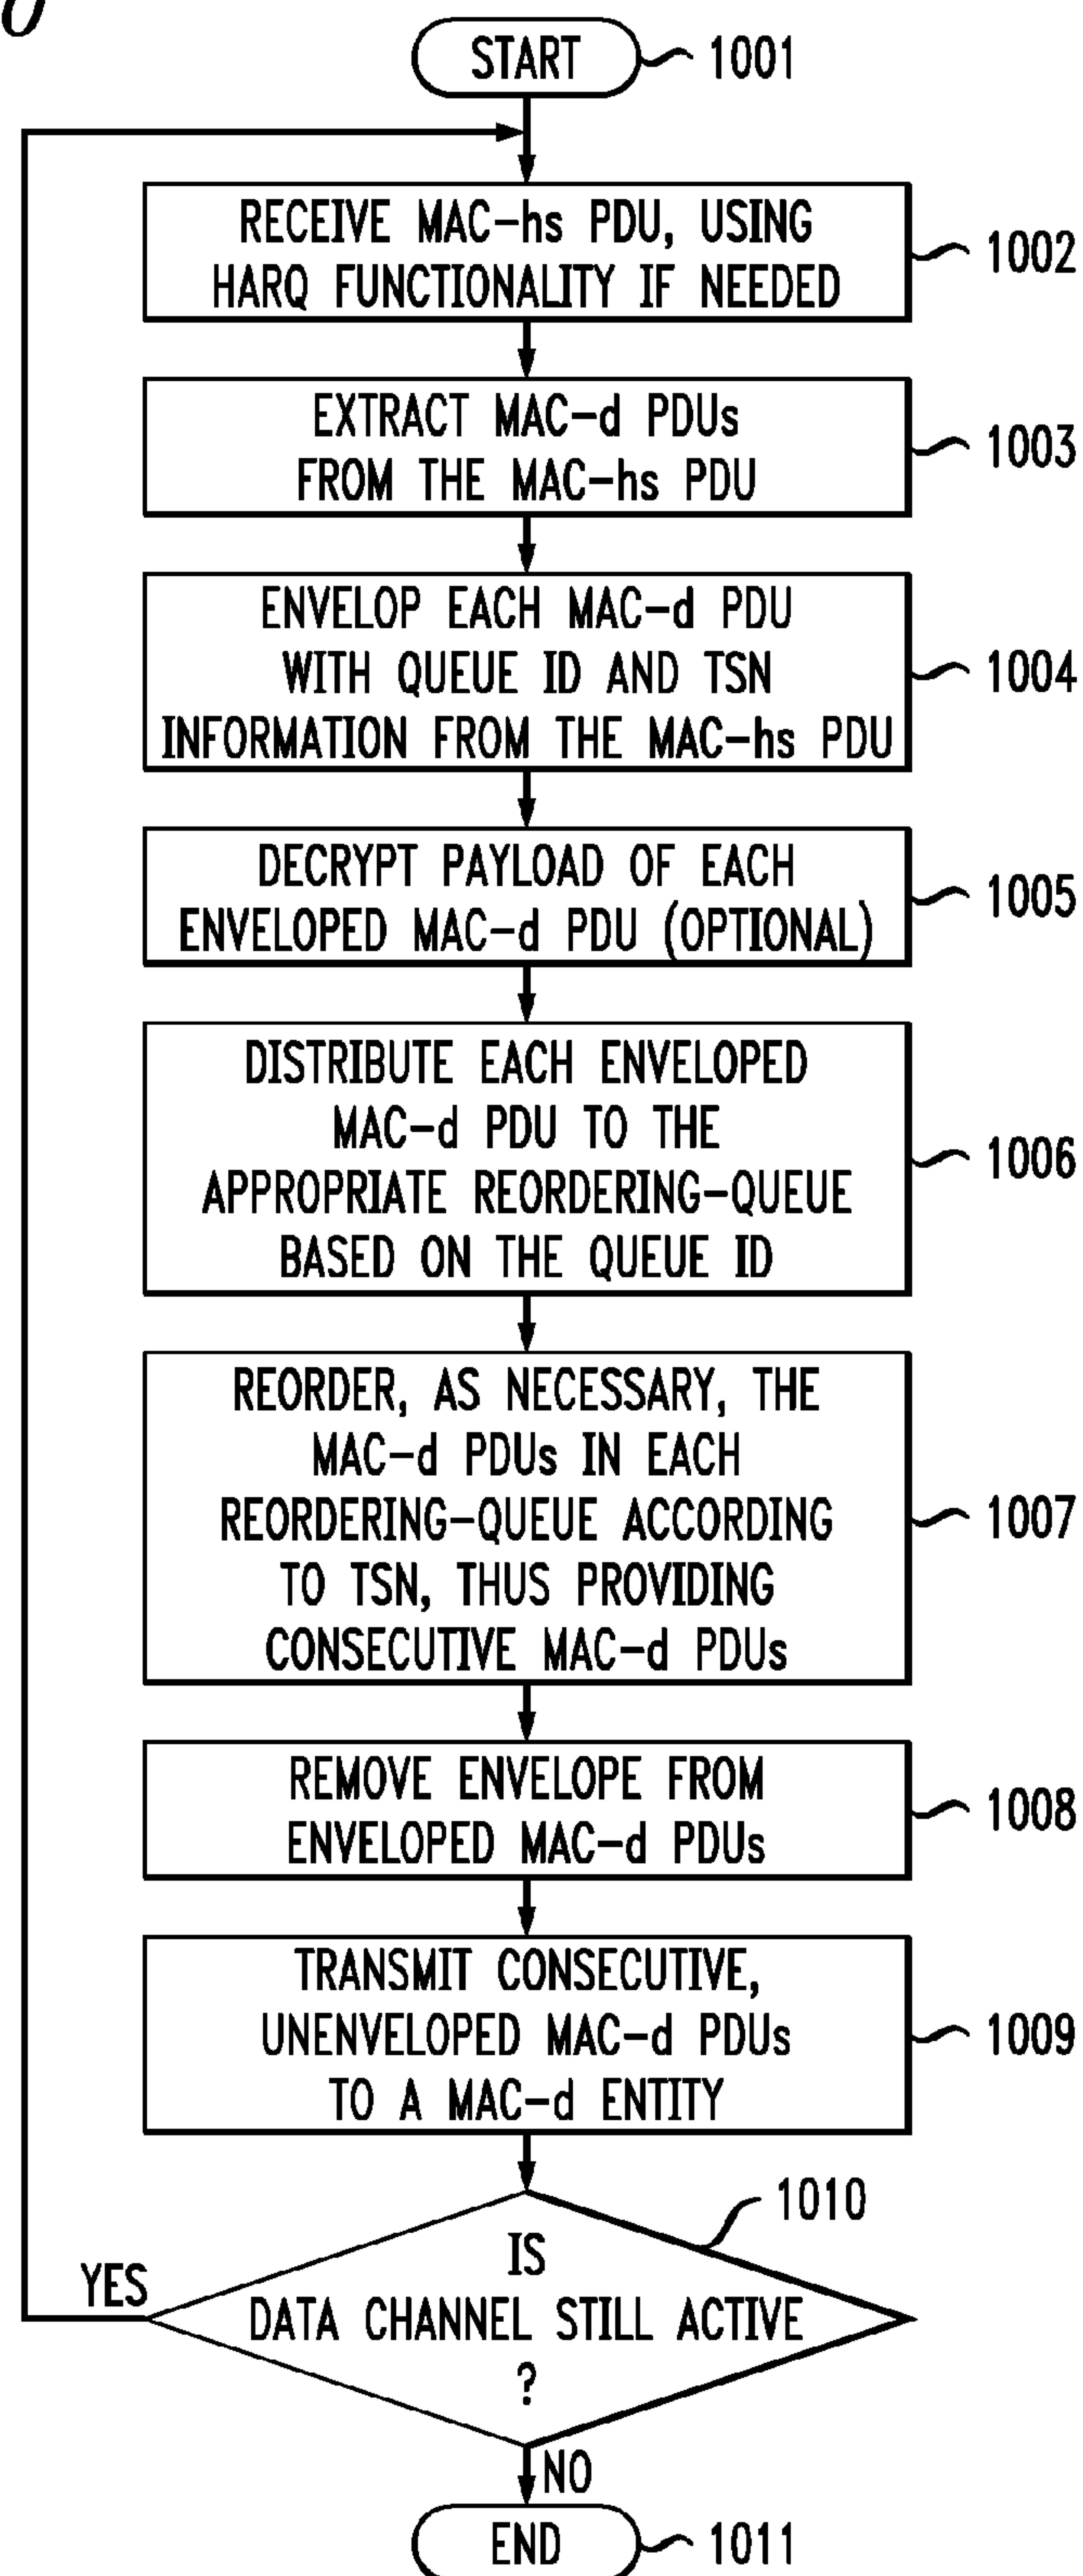 0
START
1001
RECEIVE MAC-hs PDU, USING
HARQ FUNCTIONALITY IF NEEDED
1002
EXTRACT MAC-d PDUs
FROM THE MAC-hs PDU
1003
ENVELOP EACH MAC-d PDU
WITH QUEUE ID AND TSN
INFORMATION FROM THE MAC-hs PDU
1004
DECRYPT PAYLOAD OF EACH
ENVELOPED MAC-d PDU (OPTIONAL)
1005
DISTRIBUTE EACH ENVELOPED
MAC-d PDU TO THE
APPROPRIATE REORDERING-QUEUE
BASED ON THE QUEUE ID
1006
REORDER, AS NECESSARY, THE
MAC-d PDUs IN EACH
REORDERING-QUEUE ACCORDING
TO TSN, THUS PROVIDING
CONSECUTIVE MAC-d PDUs
1007
REMOVE ENVELOPE FROM
ENVELOPED MAC-d PDUs
1008
TRANSMIT CONSECUTIVE,
UNENVELOPED MAC-d PDUs
TO A MAC-d ENTITY
1009
1010
IS
DATA CHANNEL STILL ACTIVE
?
YES
NO
END
1011